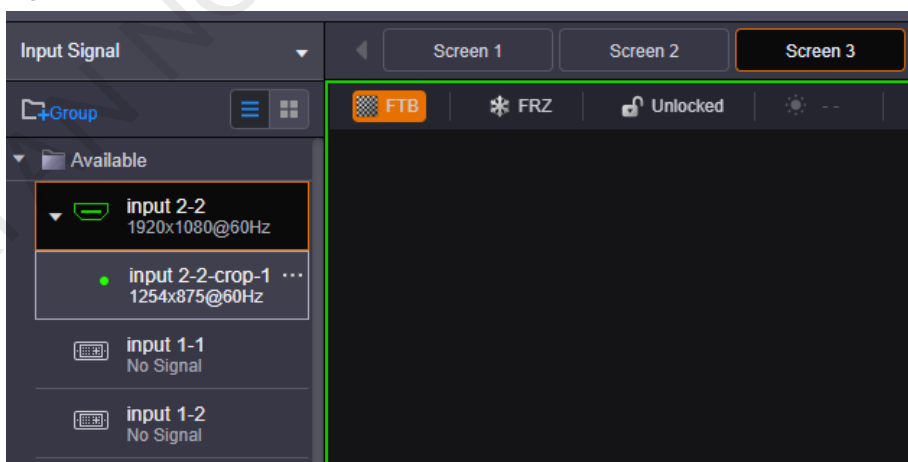 Input Signal
Screen 1
Screen 2
Screen 3
Group
FTB
FRZ
Unlocked
--
Available
input 2-2
1920x1080@60Hz
input 2-2-crop-1 ...
1254x875@60Hz
input 1-1
No Signal
input 1-2
No Signal